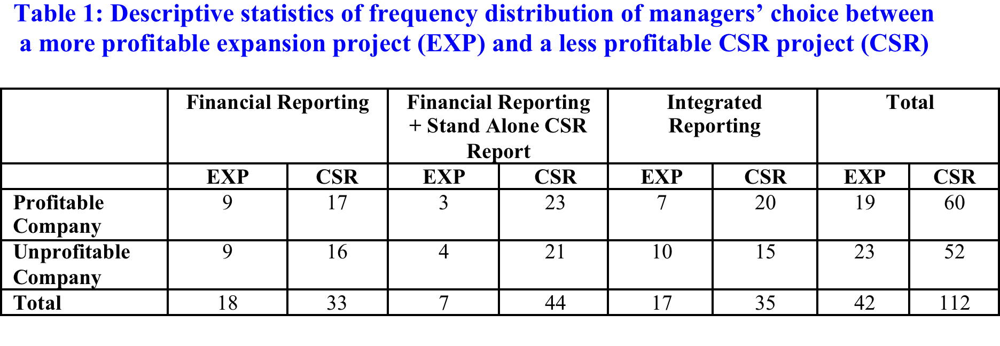 Table 1: Descriptive statistics of frequency distribution of managers’ choice between
a more profitable expansion project (EXP) and a less profitable CSR project (CSR)
Financial Reporting
Financial Reporting
+ Stand Alone CSR
Report
Integrated
Reporting
Total
EXP CSR EXP CSR EXP CSR EXP CSR
Profitable
Company
9 17 3 23 7 20 19 60
Unprofitable
Company
9 16 4 21 10 15 23 52
Total 18 33 7 44 17 35 42 112